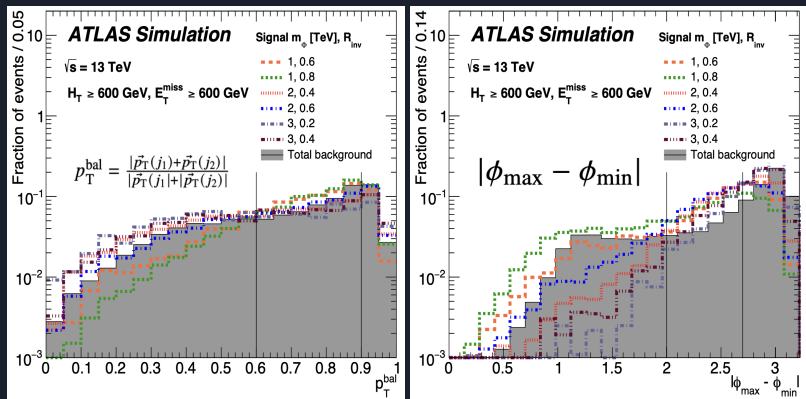 Fraction of events / 0.05
10
1
10⁻¹
10⁻²
10⁻³
ATLAS Simulation
√s = 13 TeV
H_T ≥ 600 GeV, E_T^miss ≥ 600 GeV
Signal m_Φ [TeV], R_inv
1, 0.6
1, 0.8
2, 0.4
2, 0.6
3, 0.2
3, 0.4
Total background
p_T^bal = |p⃗_T(j₁)+p⃗_T(j₂)| / |p⃗_T(j₁|+|p⃗_T(j₂)|
0 0.1 0.2 0.3 0.4 0.5 0.6 0.7 0.8 0.9 1
p_T^bal
Fraction of events / 0.14
10
1
10⁻¹
10⁻²
10⁻³
ATLAS Simulation
√s = 13 TeV
H_T ≥ 600 GeV, E_T^miss ≥ 600 GeV
Signal m_Φ [TeV], R_inv
1, 0.6
1, 0.8
2, 0.4
2, 0.6
3, 0.2
3, 0.4
Total background
|ϕ_max − ϕ_min|
0 0.5 1 1.5 2 2.5 3
|ϕ_max - ϕ_min|